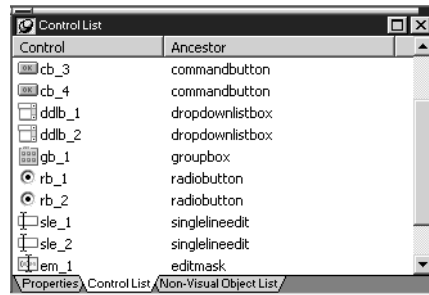 Control List
Control Ancestor
cb_3 commandbutton
cb_4 commandbutton
ddlb_1 dropdownlistbox
ddlb_2 dropdownlistbox
gb_1 groupbox
rb_1 radiobutton
rb_2 radiobutton
sle_1 singlelineedit
sle_2 singlelineedit
em_1 editmask
Properties Control List Non-Visual Object List